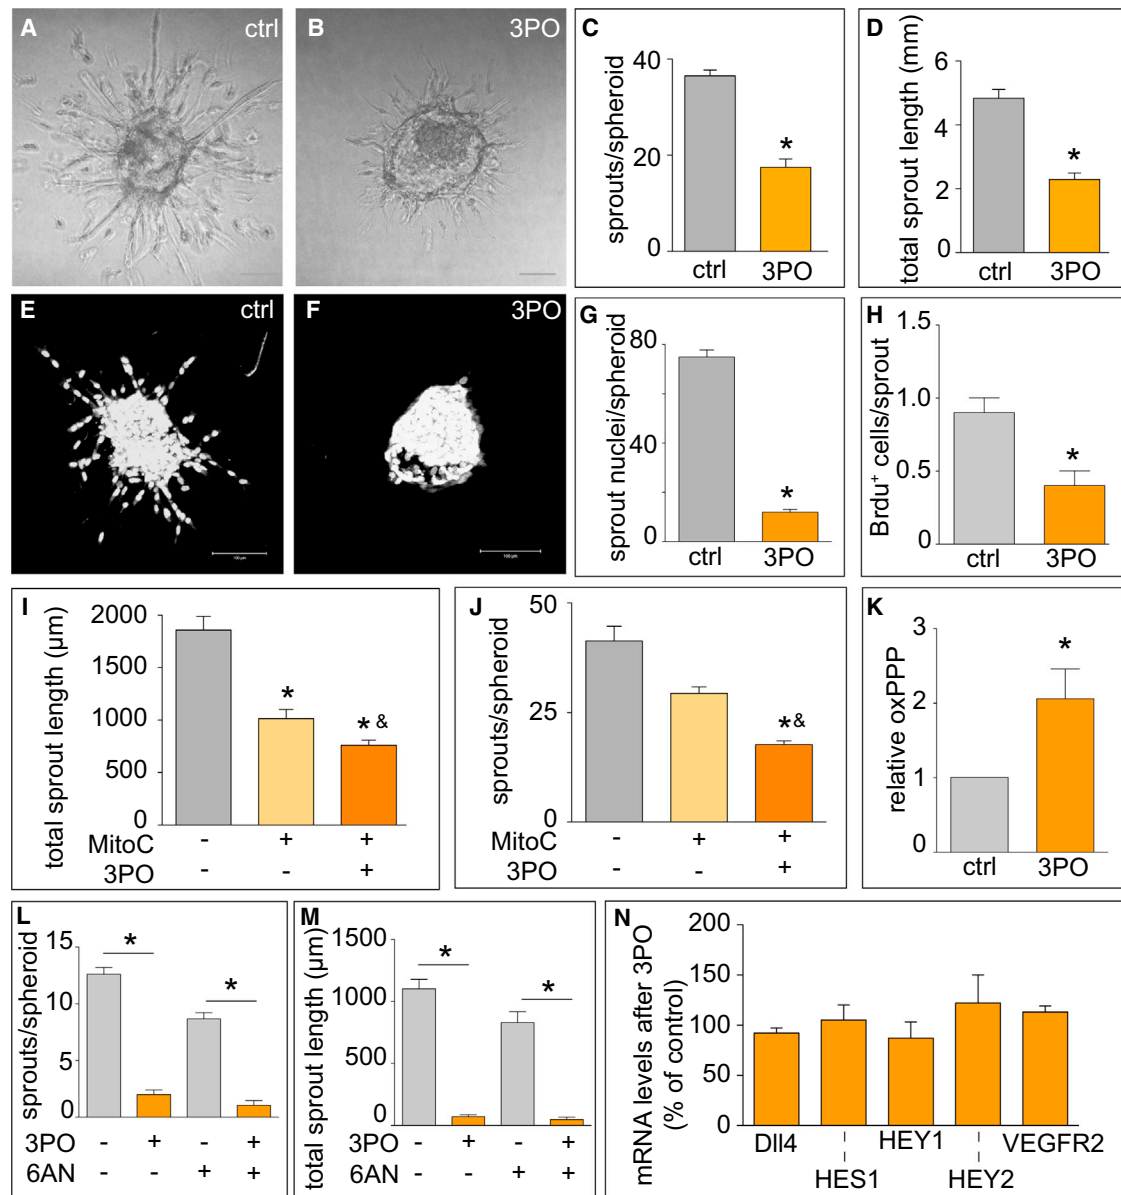 A ctrl
B 3PO
C
sprouts/spheroid
40
20
0
ctrl 3PO
*
D
total sprout length (mm)
6
4
2
0
ctrl 3PO
*
E ctrl
100 µm
F 3PO
100 µm
G
sprout nuclei/spheroid
80
40
0
ctrl 3PO
*
H
Brdu⁺ cells/sprout
1.5
1.0
0.5
0
ctrl 3PO
*
I
total sprout length (µm)
2000
1500
1000
500
0
*
* &
MitoC - + +
3PO - - +
J
sprouts/spheroid
50
25
0
*&
MitoC - + +
3PO - - +
K
relative oxPPP
3
2
1
0
ctrl 3PO
*
L
sprouts/spheroid
15
10
5
0
* *
3PO - + - +
6AN - - + +
M
total sprout length (µm)
1500
1000
500
0
* *
3PO - + - +
6AN - - + +
N
mRNA levels after 3PO
(% of control)
200
150
100
50
0
Dll4 HEY1 VEGFR2
HES1 HEY2